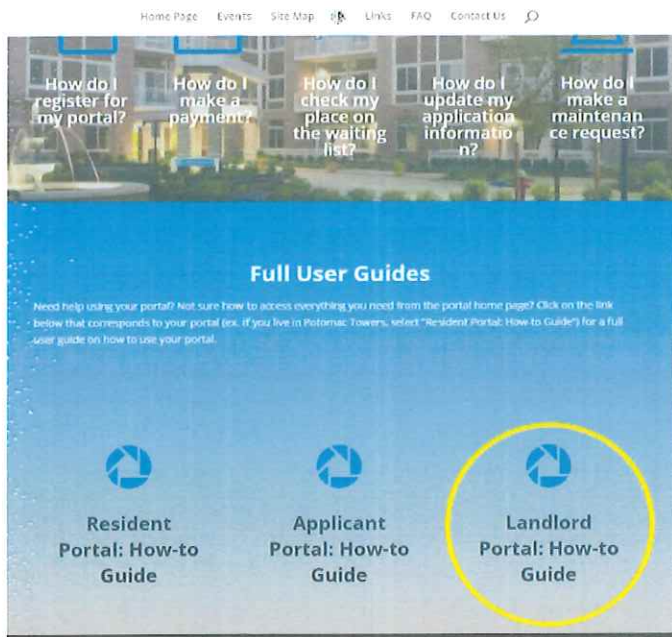 Home Page Events Site Map Links FAQ Contact Us
How do I
register for
my portal?
How do I
make a
payment?
How do I
check my
place on
the waiting
list?
How do I
update my
application
informatio
n?
How do I
make a
maintenan
ce request?
Full User Guides
Need help using your portal? Not sure how to access everything you need from the portal home page? Click on the link
below that corresponds to your portal (ex. if you live in Potomac Towers, select "Resident Portal: How-to Guide") for a full
user guide on how to use your portal.
Resident
Portal: How-to
Guide
Applicant
Portal: How-to
Guide
Landlord
Portal: How-to
Guide